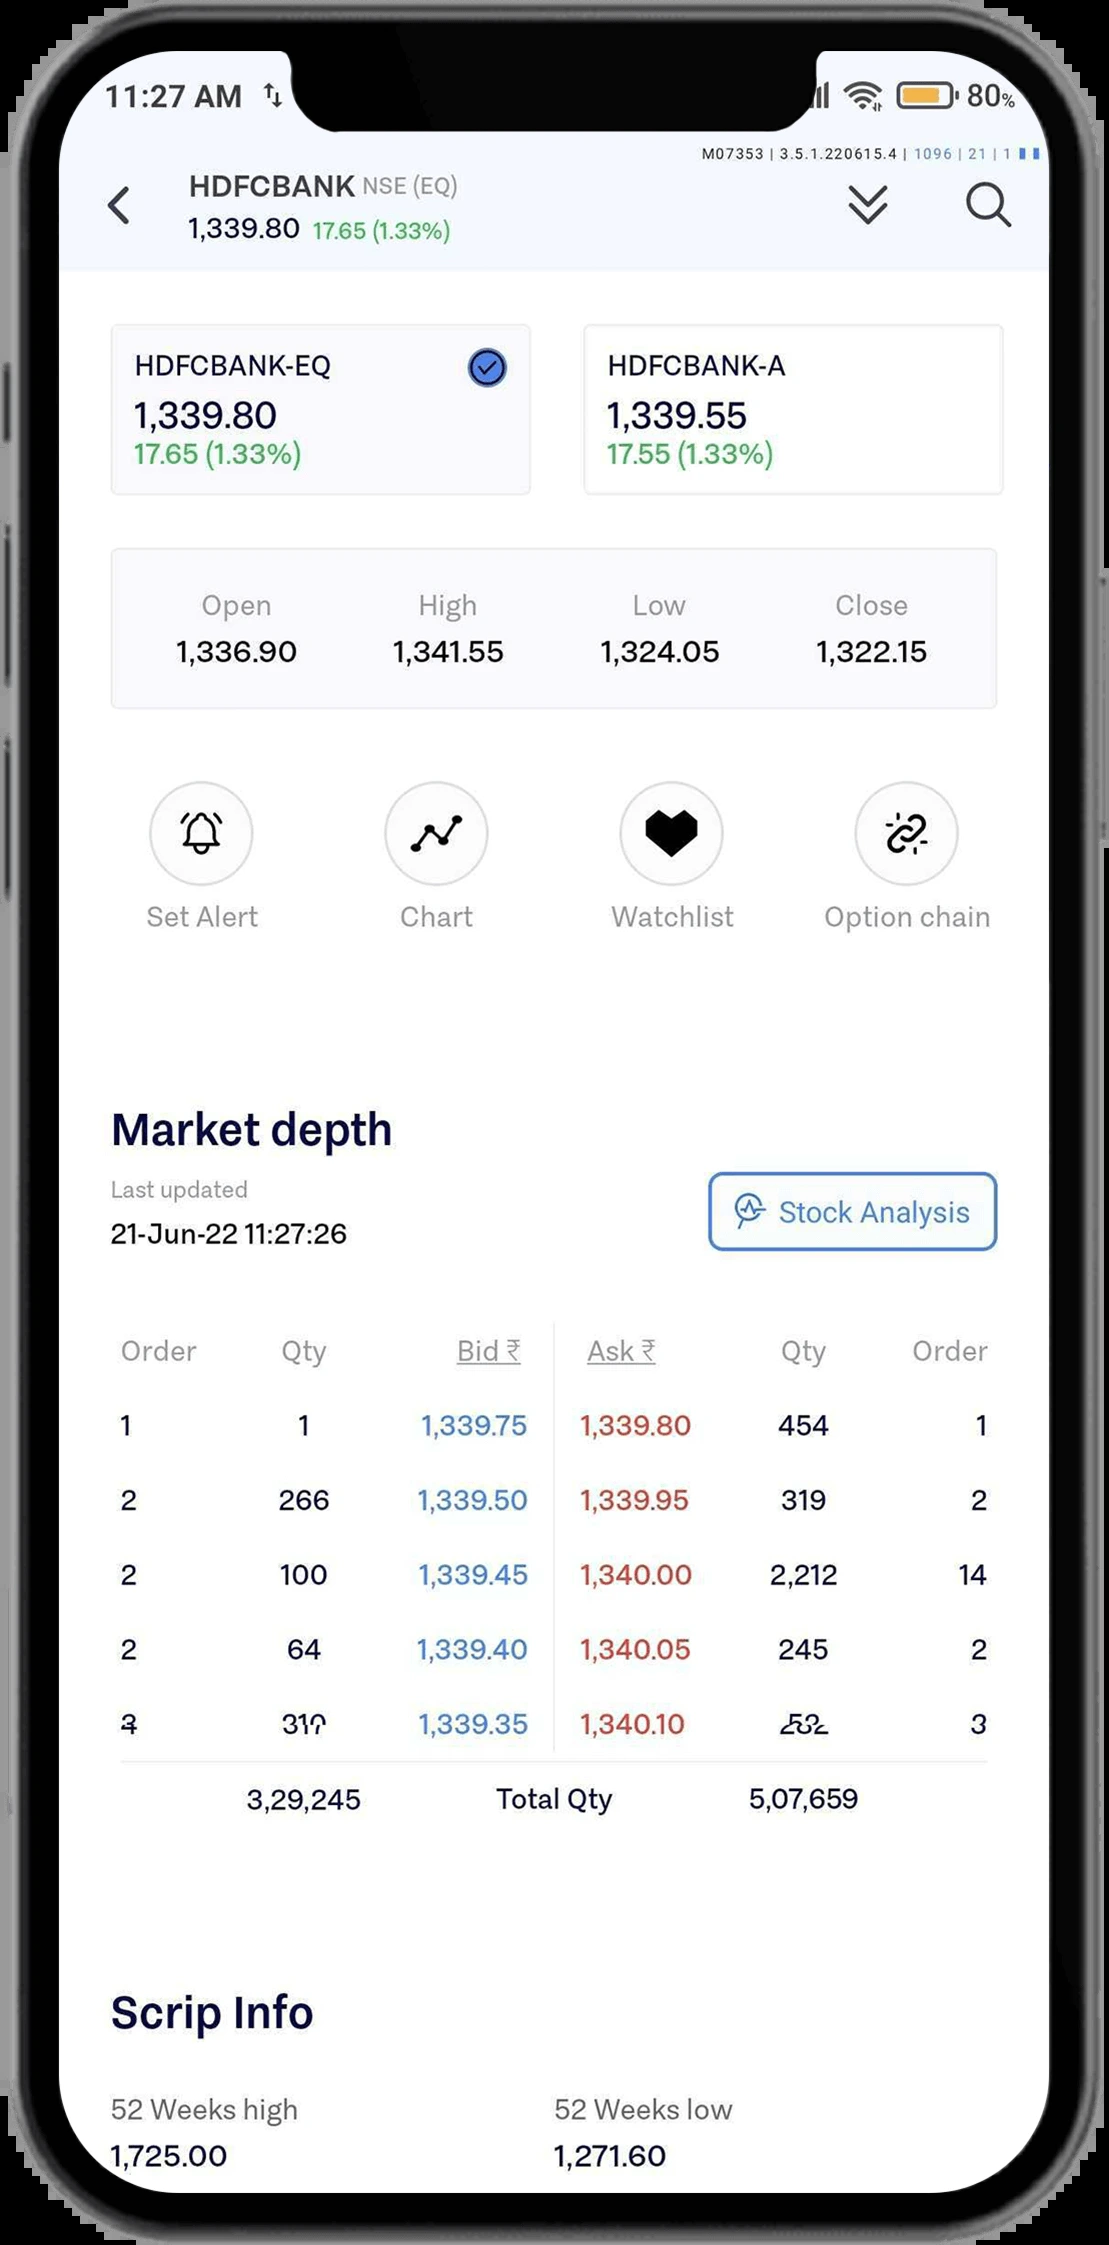 11:27 AM 80%
M07353 | 3.5.1.220615.4 | 1096 | 21 | 1
HDFCBANK NSE (EQ)
1,339.80 17.65 (1.33%)
HDFCBANK-EQ HDFCBANK-A
1,339.80 1,339.55
17.65 (1.33%) 17.55 (1.33%)
Open High Low Close
1,336.90 1,341.55 1,324.05 1,322.15
Set Alert Chart Watchlist Option chain
Market depth
Last updated
21-Jun-22 11:27:26
Stock Analysis
Order Qty Bid ₹ Ask ₹ Qty Order
1 1 1,339.75 1,339.80 454 1
2 266 1,339.50 1,339.95 319 2
2 100 1,339.45 1,340.00 2,212 14
2 64 1,339.40 1,340.05 245 2
1,339.35 1,340.10 3
3,29,245 Total Qty 5,07,659
Scrip Info
52 Weeks high 52 Weeks low
1,725.00 1,271.60